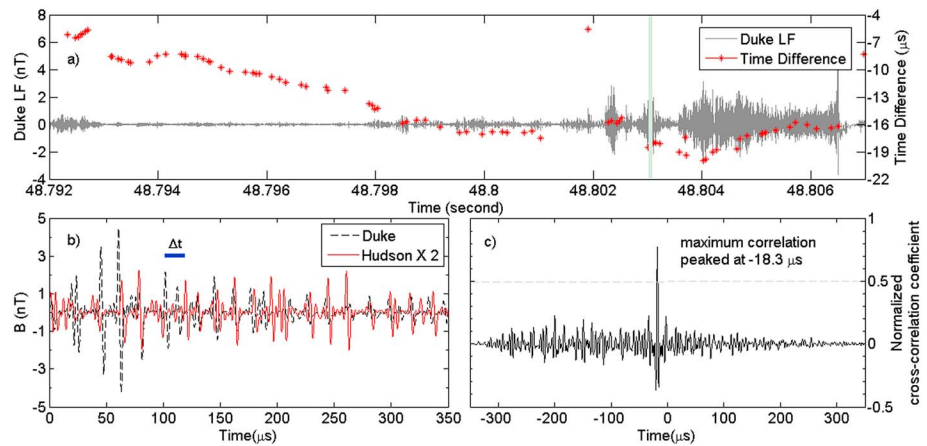 8 -4
6 -7
4 -10
2 -13
0 -16
-2 -19
-4 -22
Duke LF (nT)
a)
Duke LF
Time Difference
Time Difference (μs)
48.792 48.794 48.796 48.798 48.8 48.802 48.804 48.806
Time (second)
5
3
1
-1
-3
-5
B (nT)
b)
Δt
Duke
Hudson X 2
0 50 100 150 200 250 300 350
Time(μs)
c)
maximum correlation
peaked at -18.3 μs
1
0.5
0
0.5
Normalized
cross-correlation coefficient
-300 -200 -100 0 100 200 300
Time(μs)